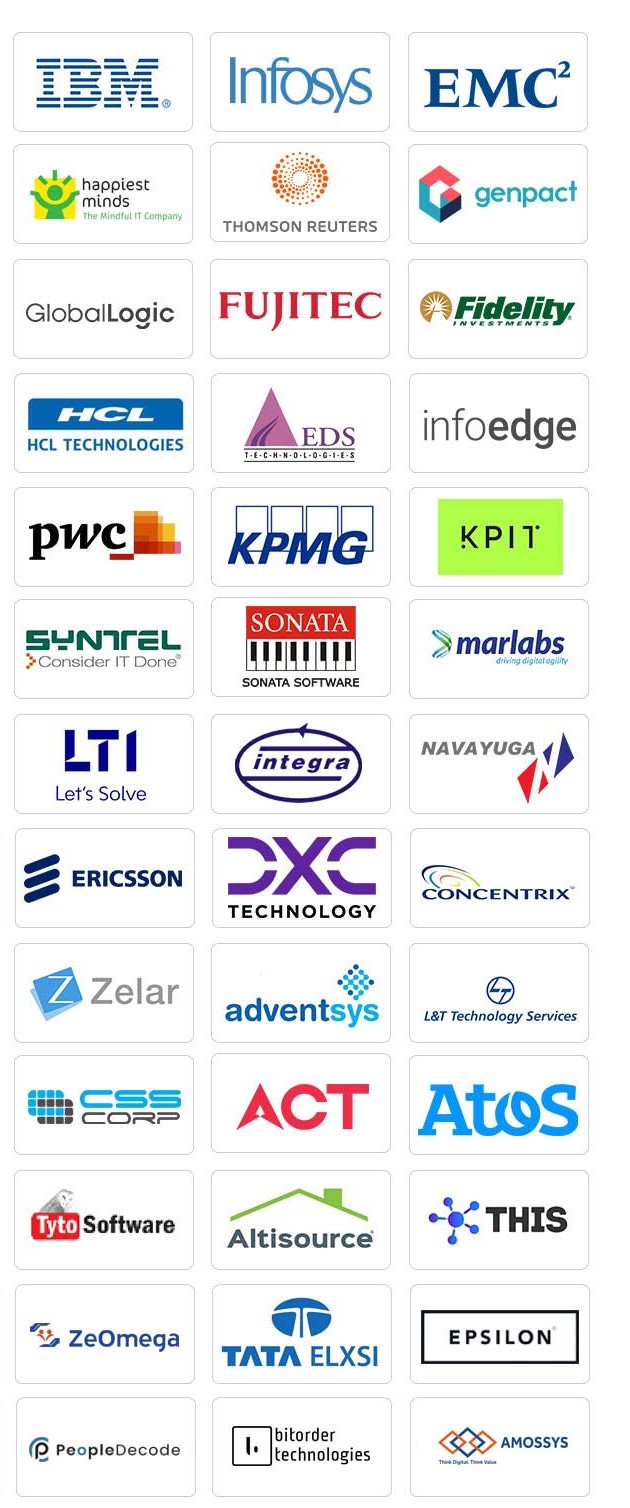 IBM®
Infosys
EMC²
happiest
minds
The Mindful IT Company
THOMSON REUTERS
genpact
GlobalLogic
FUJITEC
Fidelity
INVESTMENTS®
HCL
HCL TECHNOLOGIES
EDS
T·E·C·H·N·O·L·O·G·I·E·S
infoedge
pwc
KPMG
KPIT
SYNTEL
Consider IT Done®
SONATA
SONATA SOFTWARE
marlabs
driving digital agility
LTI
Let's Solve
integra
NAVAYUGA
ERICSSON
DXC
TECHNOLOGY
CONCENTRIX™
Z Zelar
adventsys
LT
L&T Technology Services
CSS
CORP
ACT
Atos
Tyto Software
Altisource®
THIS
ZeOmega
TATA ELXSI
EPSILON®
PeopleDecode
bitorder
technologies
AMOSSYS
Think Digital. Think Value